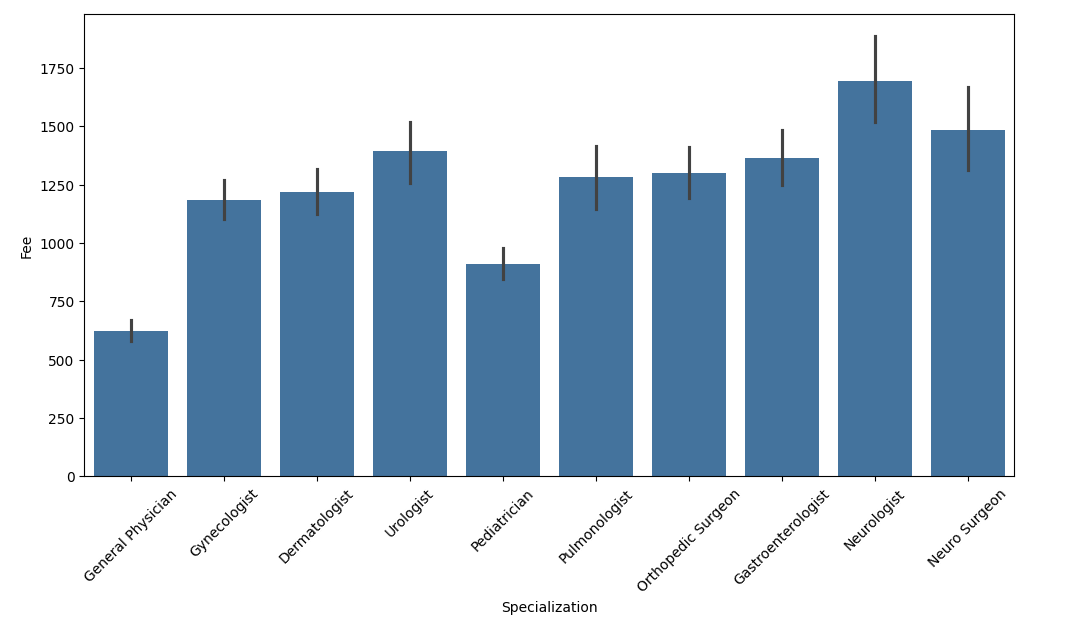 Fee
1750
1500
1250
1000
750
500
250
0
General Physician
Gynecologist
Dermatologist
Urologist
Pediatrician
Pulmonologist
Orthopedic Surgeon
Gastroenterologist
Neurologist
Neuro Surgeon
Specialization